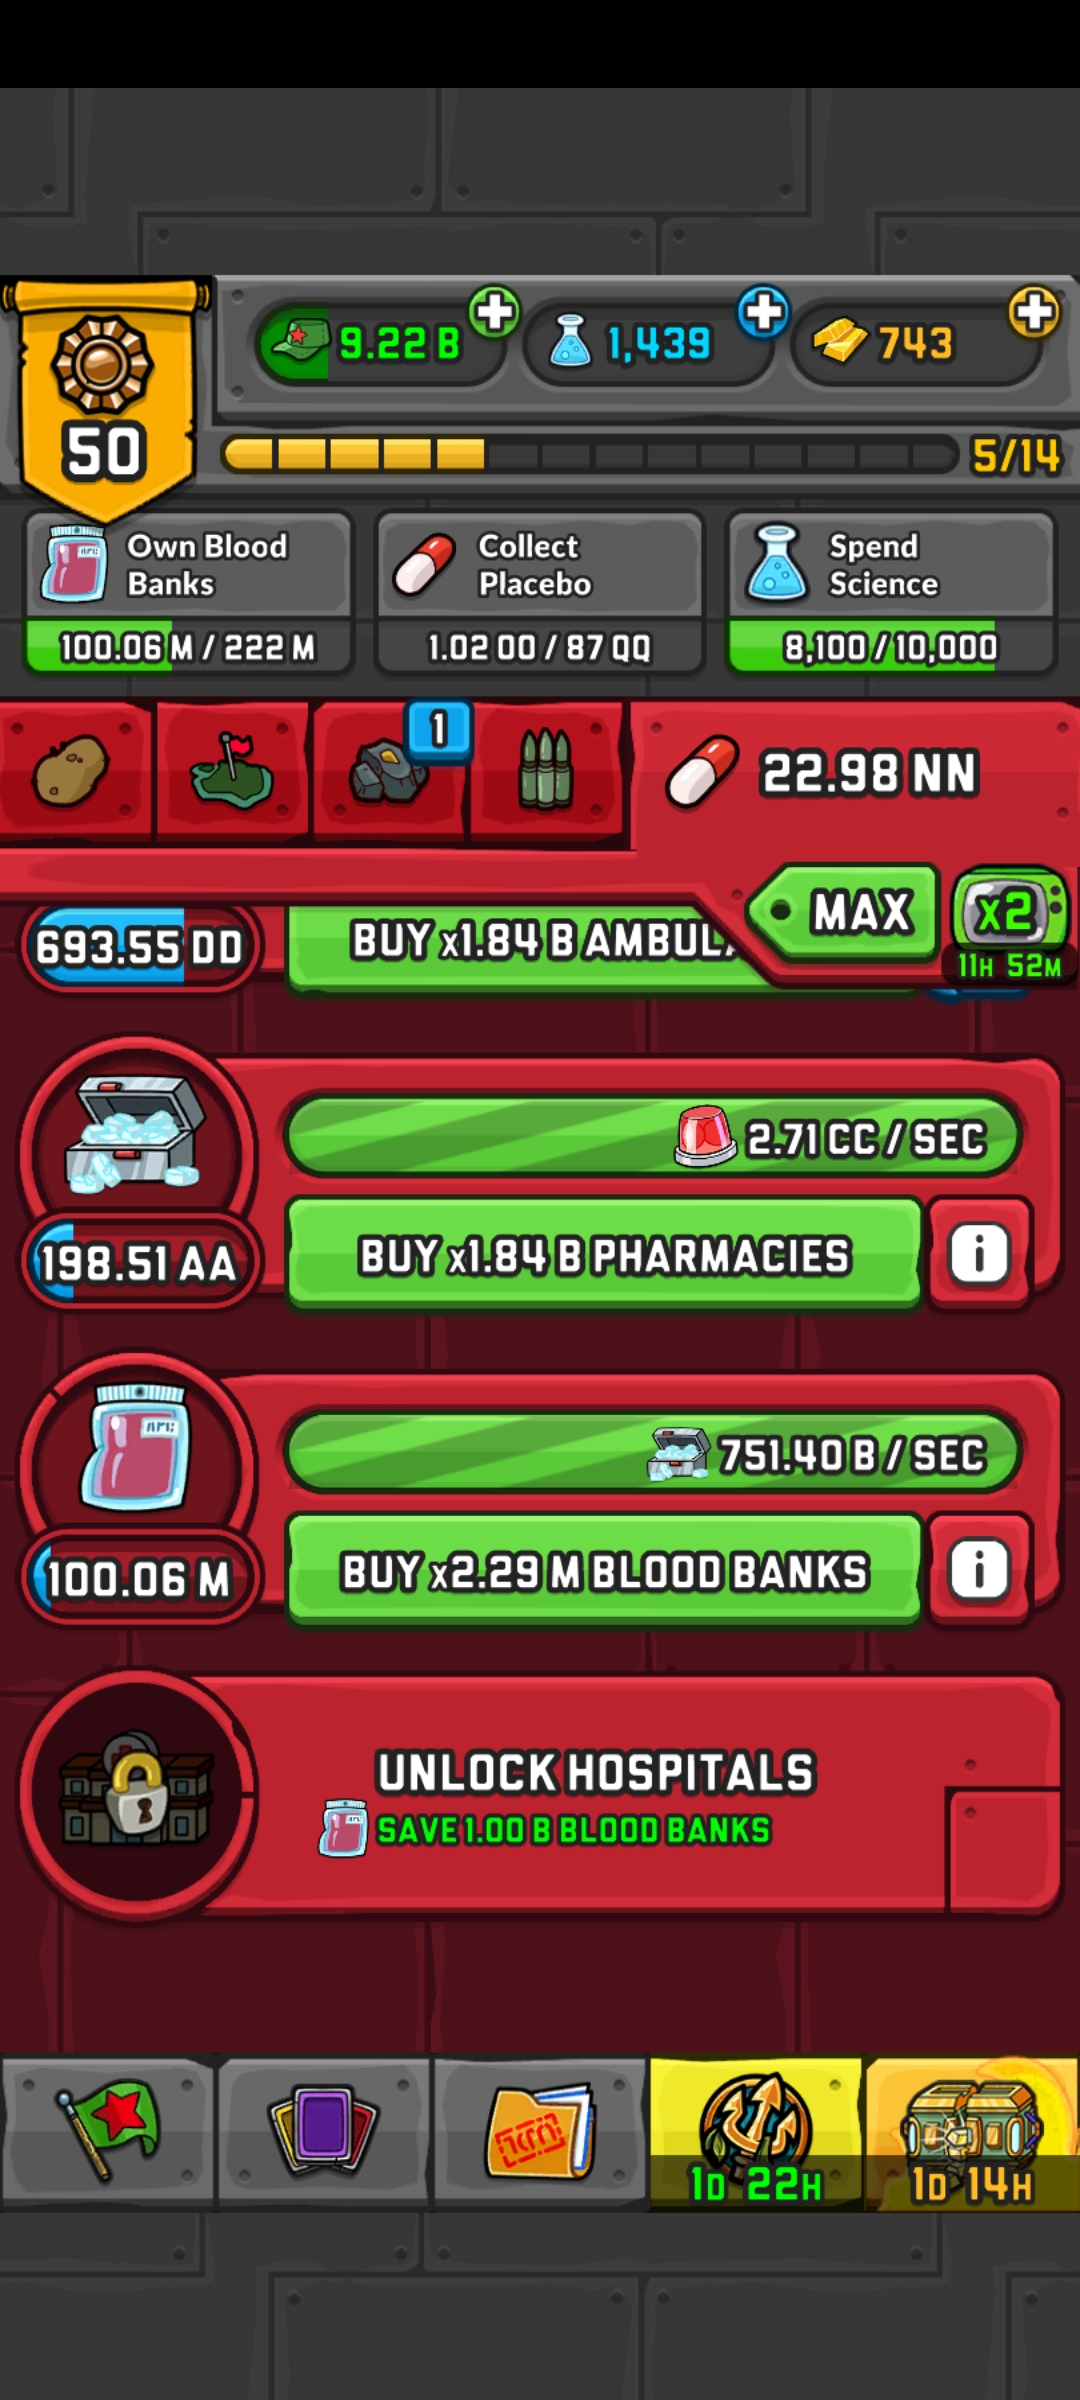 9.22 B
1,439
743
50
5/14
Own Blood
Banks
100.06 M / 222 M
Collect
Placebo
1.02 OO / 87 QQ
Spend
Science
8,100 / 10,000
1
22.98 NN
MAX
x2
11H 52M
693.55 DD
BUY x1.84 B AMBUL
2.71 CC / SEC
198.51 AA
BUY x1.84 B PHARMACIES
i
751.40 B / SEC
100.06 M
BUY x2.29 M BLOOD BANKS
i
UNLOCK HOSPITALS
SAVE 1.00 B BLOOD BANKS
1D 22H
1D 14H